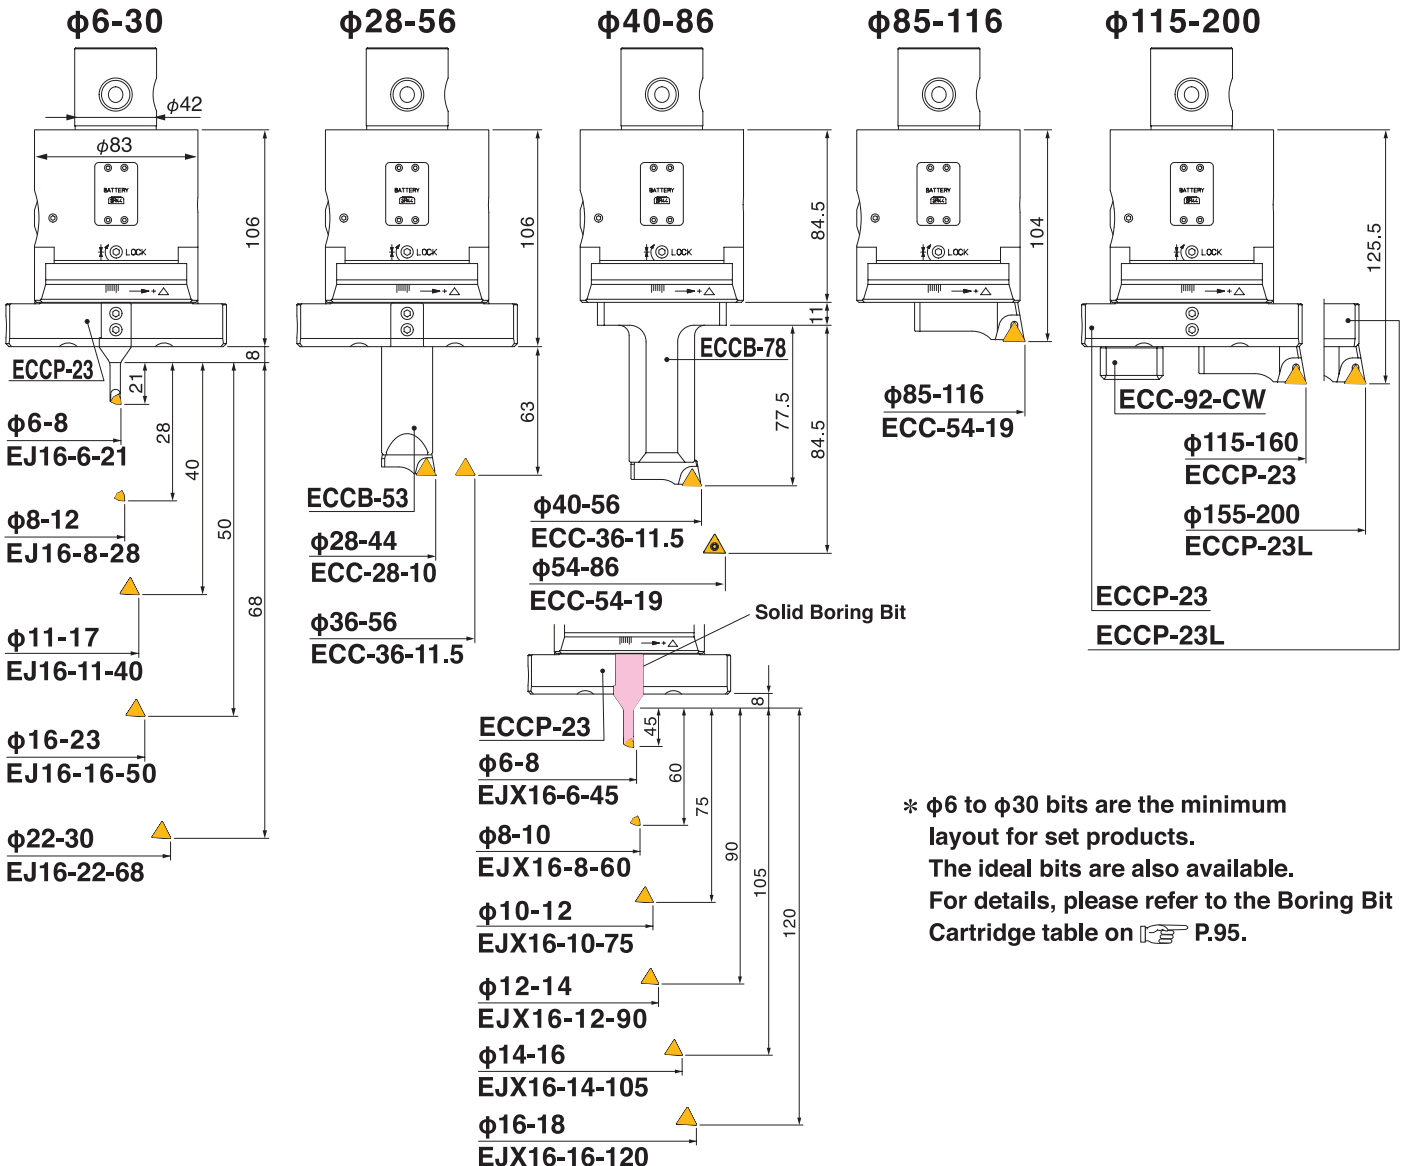 φ6-30
φ28-56
φ40-86
φ85-116
φ115-200
φ42
φ83
BATTERY
LOCK
+
106
8
ECCP-23
21
28
40
50
68
φ6-8
EJ16-6-21
φ8-12
EJ16-8-28
φ11-17
EJ16-11-40
φ16-23
EJ16-16-50
φ22-30
EJ16-22-68
BATTERY
LOCK
+
106
63
ECCB-53
φ28-44
ECC-28-10
φ36-56
ECC-36-11.5
BATTERY
LOCK
+
84.5
11
ECCB-78
77.5
84.5
φ40-56
ECC-36-11.5
φ54-86
ECC-54-19
Solid Boring Bit
+
8
ECCP-23
45
60
75
90
105
120
φ6-8
EJX16-6-45
φ8-10
EJX16-8-60
φ10-12
EJX16-10-75
φ12-14
EJX16-12-90
φ14-16
EJX16-14-105
φ16-18
EJX16-16-120
BATTERY
LOCK
+
104
φ85-116
ECC-54-19
BATTERY
LOCK
+
125.5
ECC-92-CW
φ115-160
ECCP-23
φ155-200
ECCP-23L
ECCP-23
ECCP-23L
* φ6 to φ30 bits are the minimum
layout for set products.
The ideal bits are also available.
For details, please refer to the Boring Bit
Cartridge table on ☞ P.95.